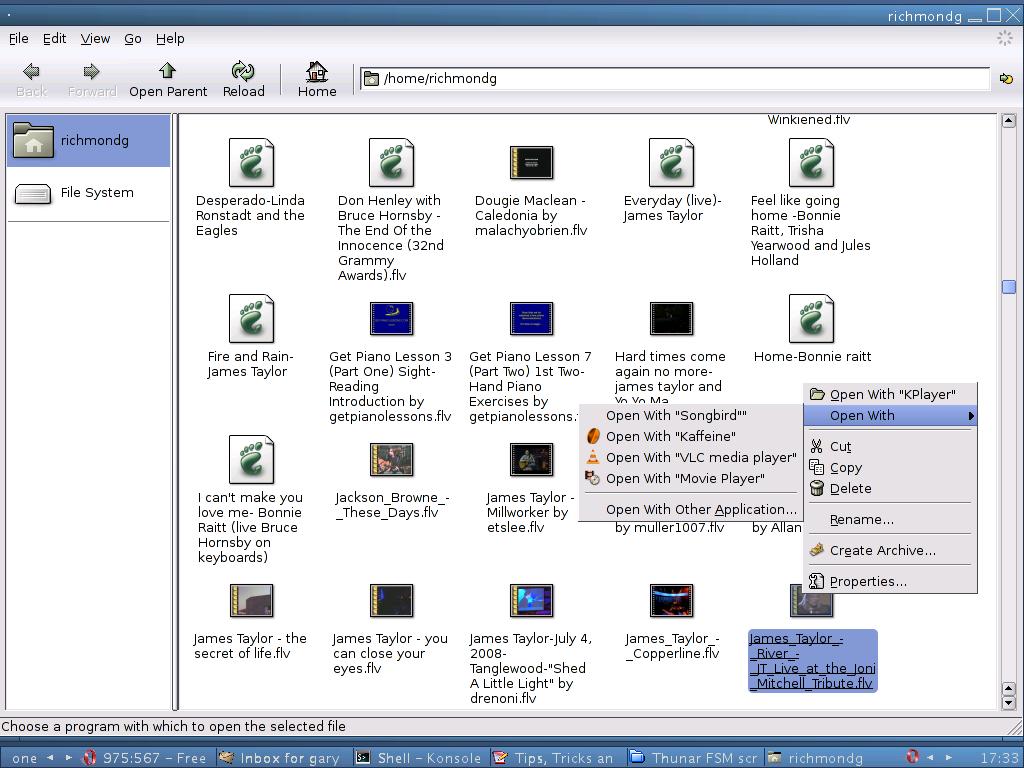 richmondg
File Edit View Go Help
Back Forward Open Parent Reload Home /home/richmondg
richmondg
File System
Winkiened.flv
Desperado-Linda
Ronstadt and the
Eagles
Don Henley with
Bruce Hornsby -
The End Of the
Innocence (32nd
Grammy
Awards).flv
Dougie Maclean -
Caledonia by
malachyobrien.flv
Everyday (live)-
James Taylor
Feel like going
home -Bonnie
Raitt, Trisha
Yearwood and Jules
Holland
Fire and Rain-
James Taylor
Get Piano Lesson 3
(Part One) Sight-
Reading
Introduction by
getpianolessons.flv
Get Piano Lesson 7
(Part Two) 1st Two-
Hand Piano
Exercises by
getpianolessons.
Hard times come
again no more-
james taylor and
Yo Yo Ma
Home-Bonnie raitt
I can't make you
love me- Bonnie
Raitt (live Bruce
Hornsby on
keyboards)
Jackson_Browne_-
_These_Days.flv
James Taylor -
Millworker by
etslee.flv
by muller1007.flv
by Allan
Open With "Songbird""
Open With "Kaffeine"
Open With "VLC media player"
Open With "Movie Player"
Open With Other Application...
Open With "KPlayer"
Open With
Cut
Copy
Delete
Rename...
Create Archive...
Properties...
James Taylor - the
secret of life.flv
James Taylor - you
can close your
eyes.flv
James Taylor-July 4,
2008-
Tanglewood-"Shed
A Little Light" by
drenoni.flv
James_Taylor_-
_Copperline.flv
James_Taylor_-
_River_-
_JT_Live_at_the_Joni
_Mitchell_Tribute.flv
Choose a program with which to open the selected file
one 975:567 - Free Inbox for gary Shell - Konsole Tips, Tricks an Thunar FSM scr richmondg 17:33